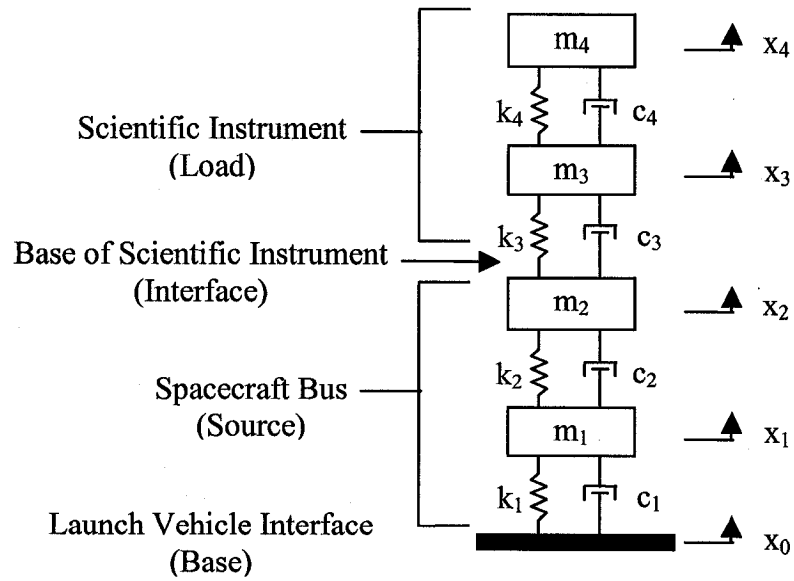 m₄
x₄
k₄
c₄
Scientific Instrument
(Load)
m₃
x₃
k₃
c₃
Base of Scientific Instrument
(Interface)
m₂
x₂
k₂
c₂
Spacecraft Bus
(Source)
m₁
x₁
k₁
c₁
Launch Vehicle Interface
(Base)
x₀